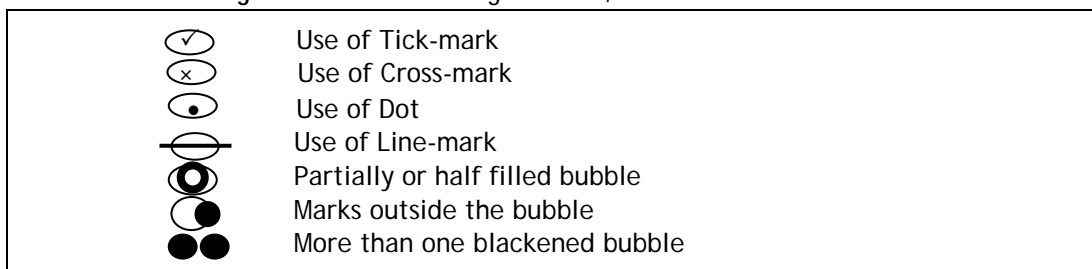 Use of Tick-mark
Use of Cross-mark
Use of Dot
Use of Line-mark
Partially or half filled bubble
Marks outside the bubble
More than one blackened bubble